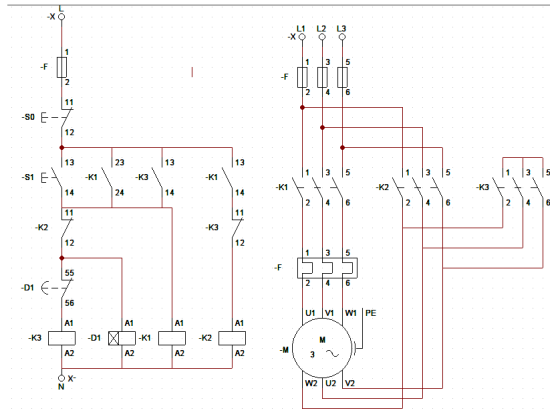 L L1 L2 L3
-X -X
1 1 3 5
-F -F
2 2 4 6
11
-S0
12
13 23 13 13 1 3 5 1 3 5 1 3 5
-S1 -K1 -K3 -K1 -K1 -K2 -K3
14 24 14 14 2 4 6 2 4 6 2 4 6
11 11
-K2 -K3
12 12
55 1 3 5
-D1 -F
56 2 4 6
U1 V1 W1 PE
A1 A1 A1 A1 M
-K3 -D1 -K1 -K2 -M 3
A2 A2 A2 A2
X- W2 U2 V2
N